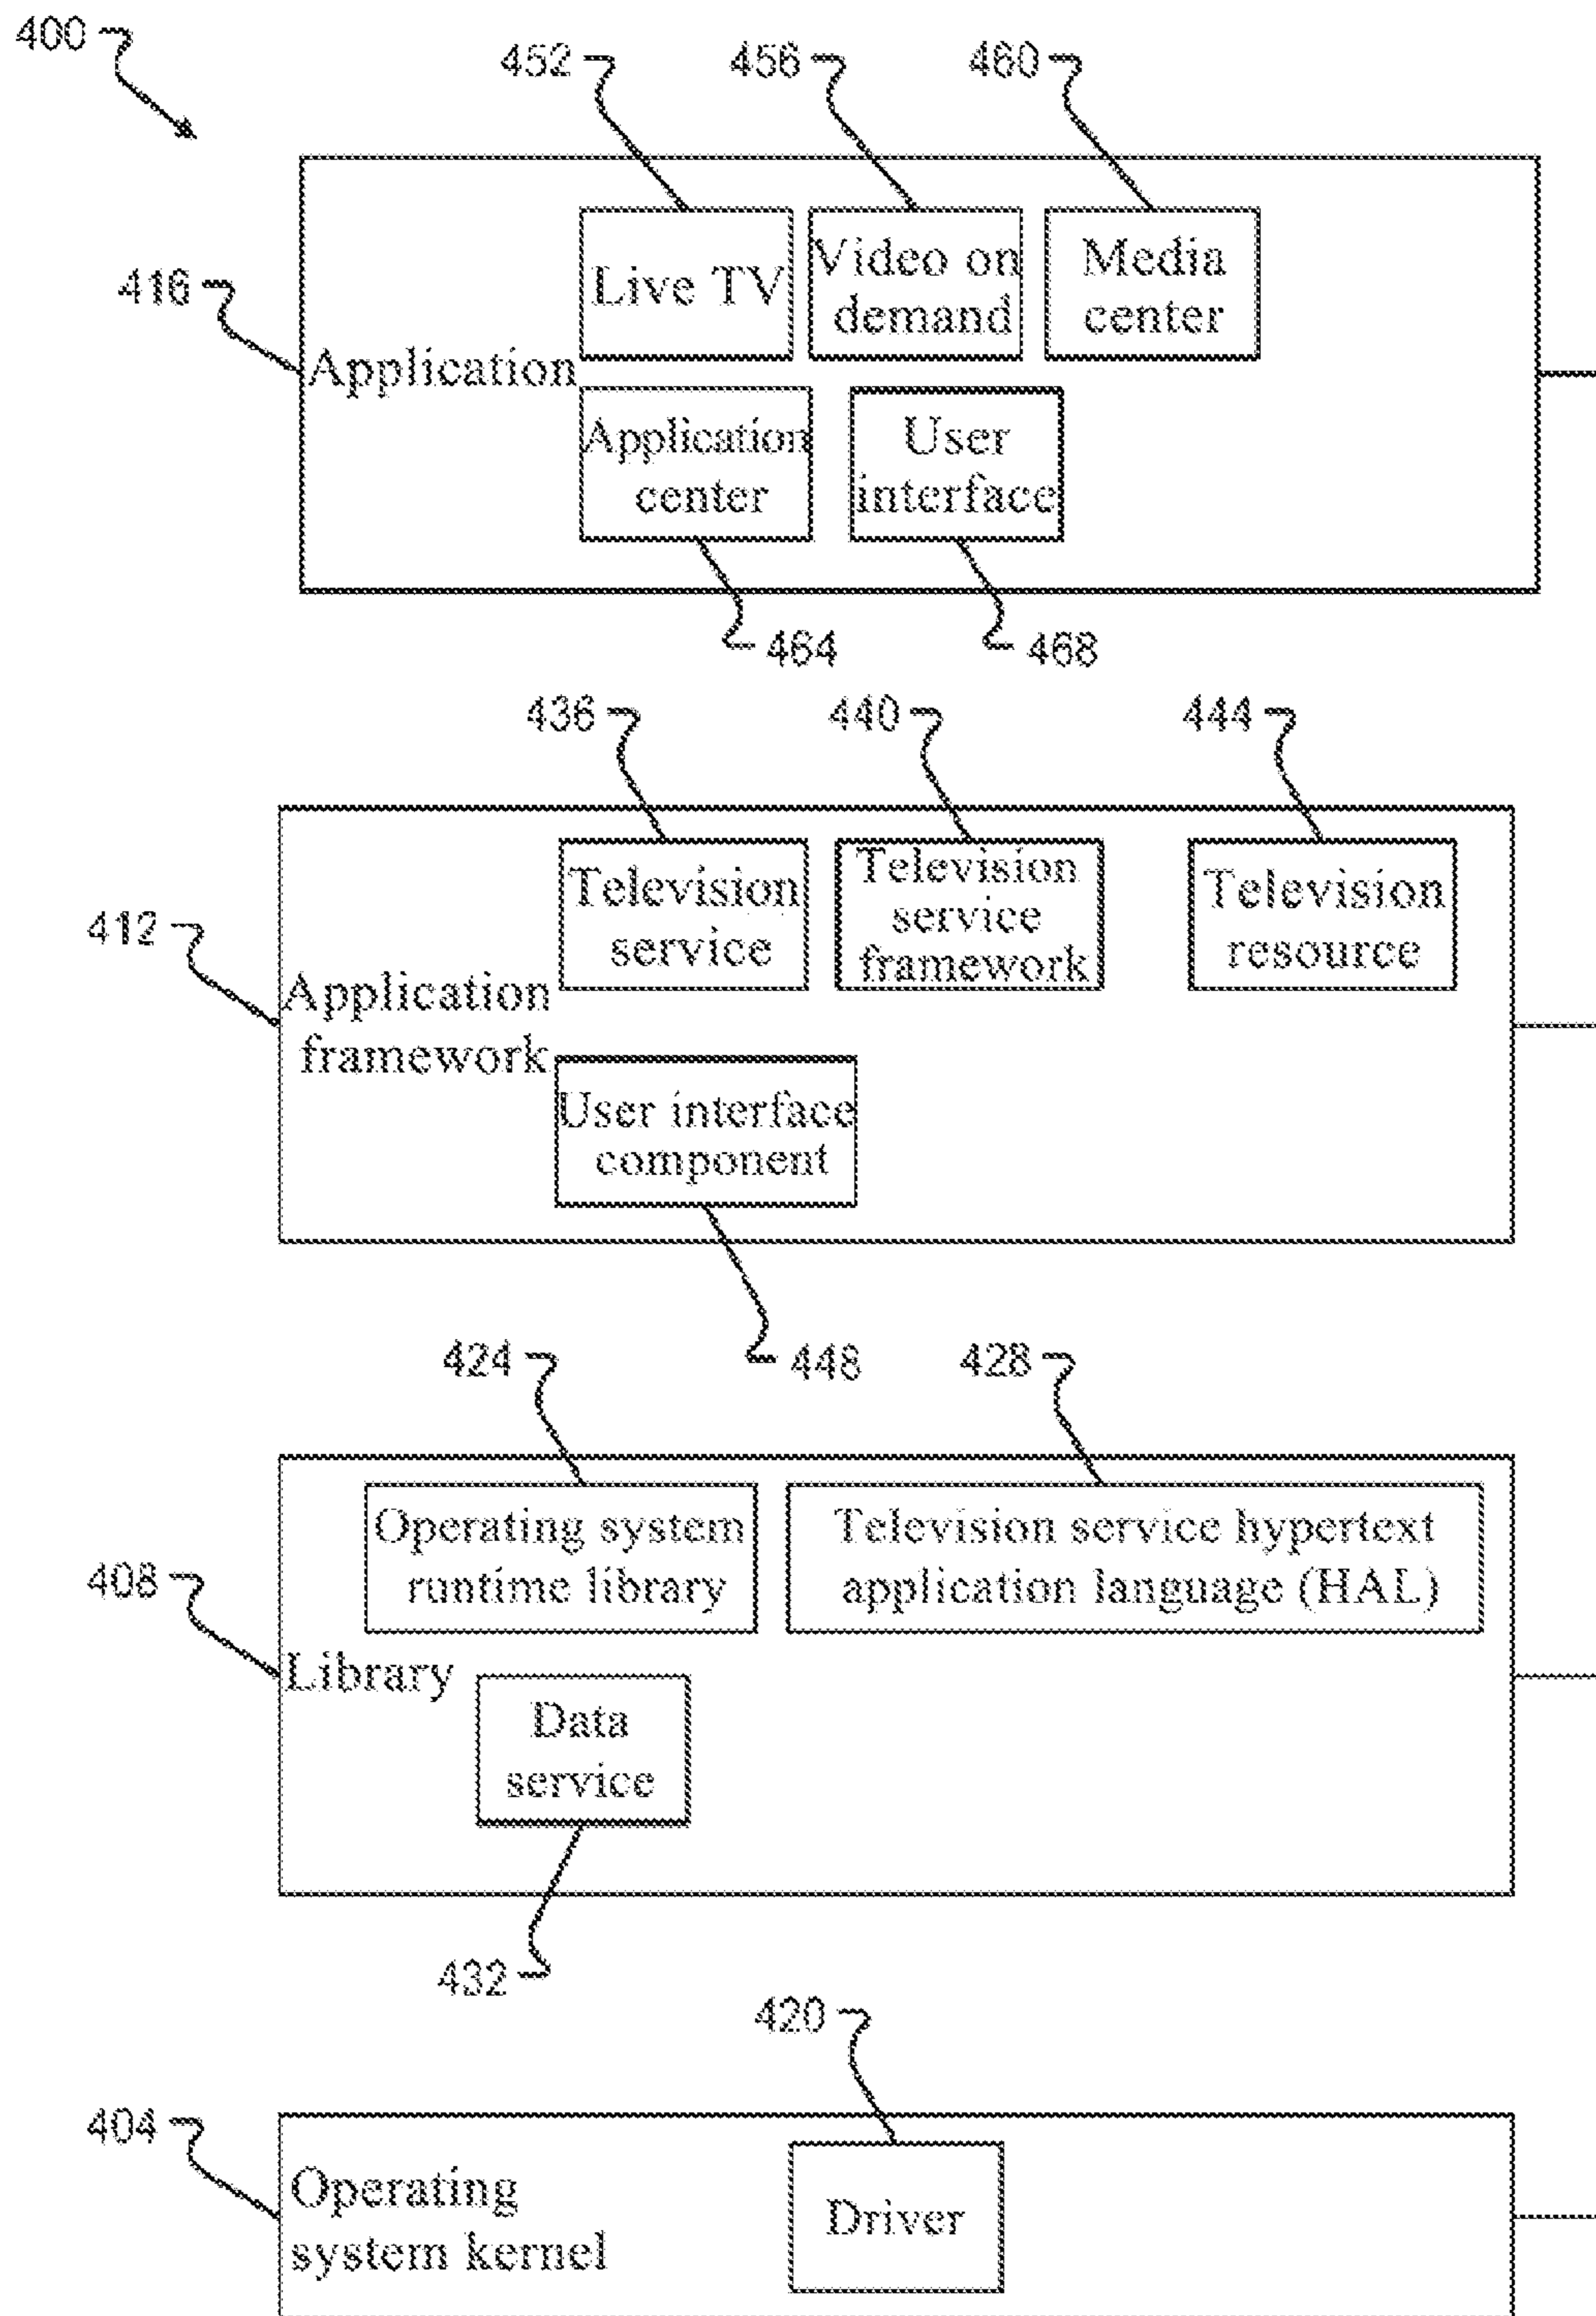 400
452
456
460
416
Live TV
Video on
demand
Media
center
Application
Application
center
User
interface
464
468
436
440
444
412
Television
service
Television
service
framework
Television
resource
Application
framework
User interface
component
448
424
428
408
Operating system
runtime library
Television service hypertext
application language (HAL)
Library
Data
service
432
420
404
Operating
system kernel
Driver